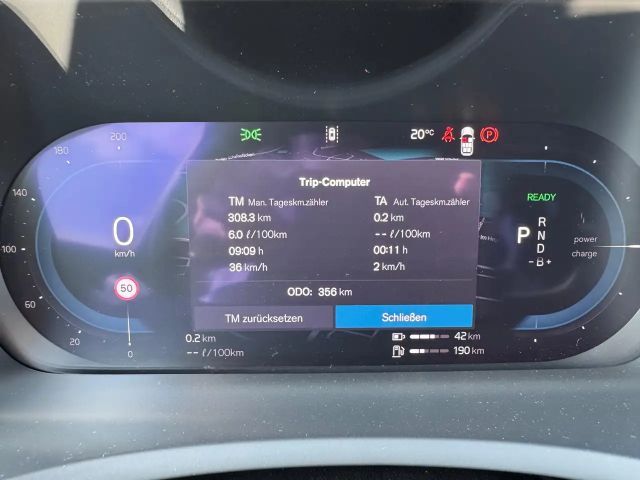 200
180
20°C
140
Trip-Computer
TM Man. Tageskm.zähler
TA Aut. Tageskm.zähler
308.3 km
0.2 km
6.0 ℓ/100km
-- ℓ/100km
09:09 h
00:11 h
36 km/h
2 km/h
ODO: 356 km
TM zurücksetzen
Schließen
READY
P
R
N
D
-B+
power
charge
0
km/h
100
50
60
20
0
0.2 km
-- ℓ/100km
42 km
190 km
P